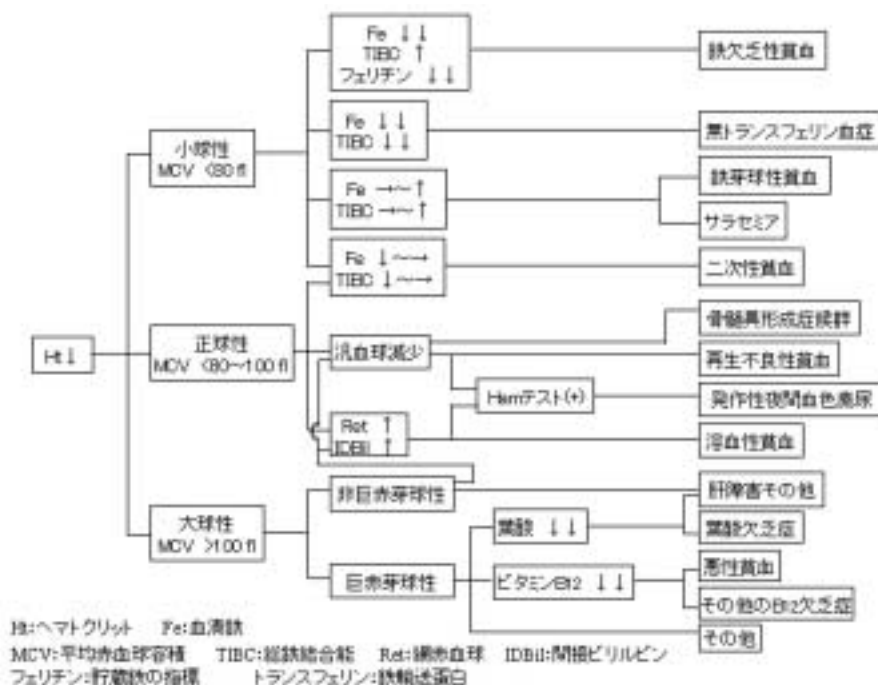 Fe ↓↓
TIBC ↑
フェリチン ↓↓
鉄欠乏性貧血
Fe ↓↓
TIBC ↓↓
無トランスフェリン血症
小球性
MCV <80 fl
Fe →~↑
TIBC →~↑
鉄芽球性貧血
サラセミア
Fe ↓~→
TIBC ↓~→
二次性貧血
Ht↓
正球性
MCV <80~100 fl
汎血球減少
骨髄異形成症候群
再生不良性貧血
Hamテスト(+)
発作性夜間血色素尿
Ret ↑
IDBil ↑
溶血性貧血
大球性
MCV >100 fl
非巨赤芽球性
肝障害その他
葉酸 ↓↓
葉酸欠乏症
巨赤芽球性
ビタミンB12 ↓↓
悪性貧血
その他のB12欠乏症
その他
Ht:ヘマトクリット Fe:血清鉄
MCV:平均赤血球容積 TIBC:総鉄結合能 Ret:網赤血球 IDBil:間接ビリルビン
フェリチン:貯蔵鉄の指標 トランスフェリン:鉄輸送蛋白